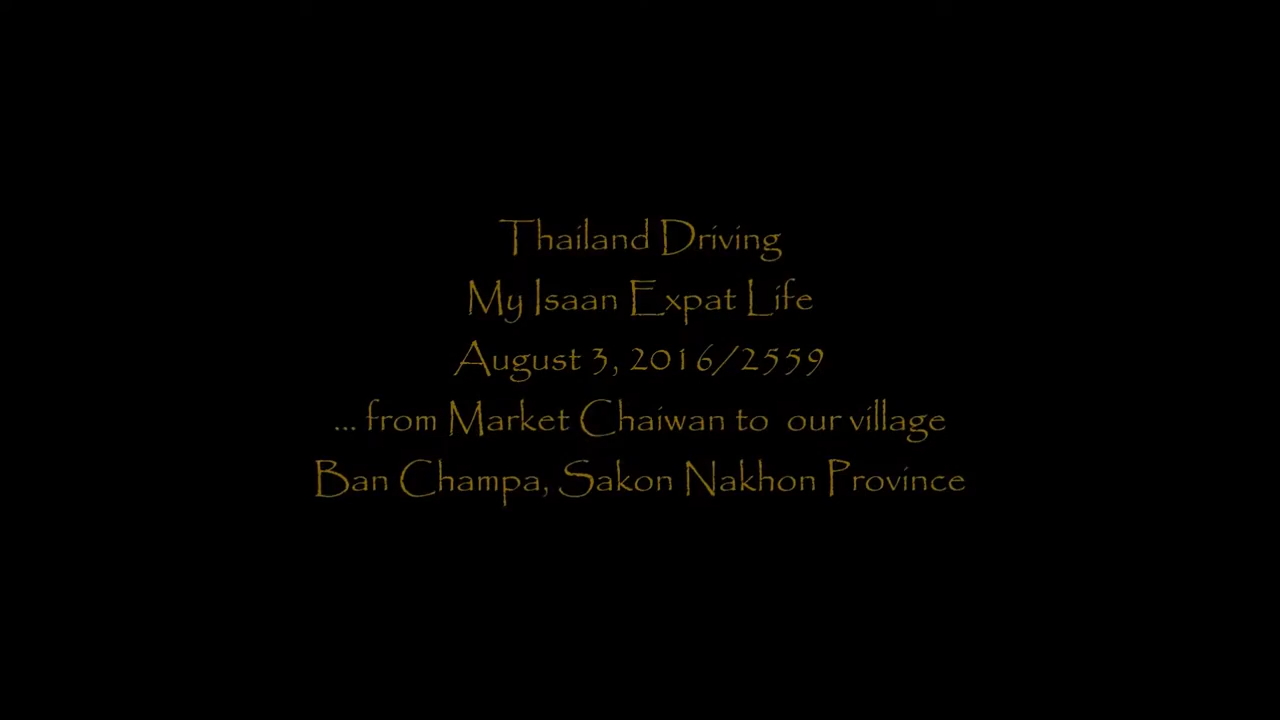 Thailand Driving
My Isaan Expat Life
August 3, 2016/2559
... from Market Chaiwan to our village
Ban Champa, Sakon Nakhon Province